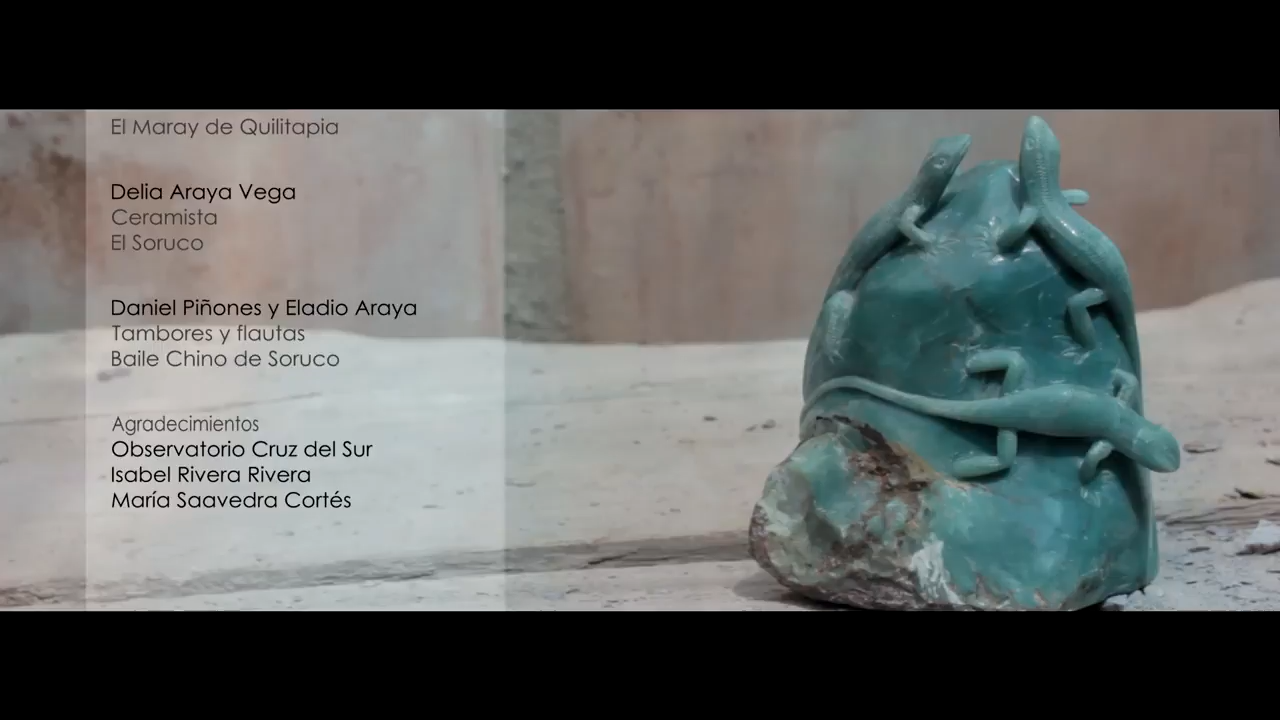 El Maray de Quilitapia
Delia Araya Vega
Ceramista
El Soruco
Daniel Piñones y Eladio Araya
Tambores y flautas
Baile Chino de Soruco
Agradecimientos
Observatorio Cruz del Sur
Isabel Rivera Rivera
María Saavedra Cortés